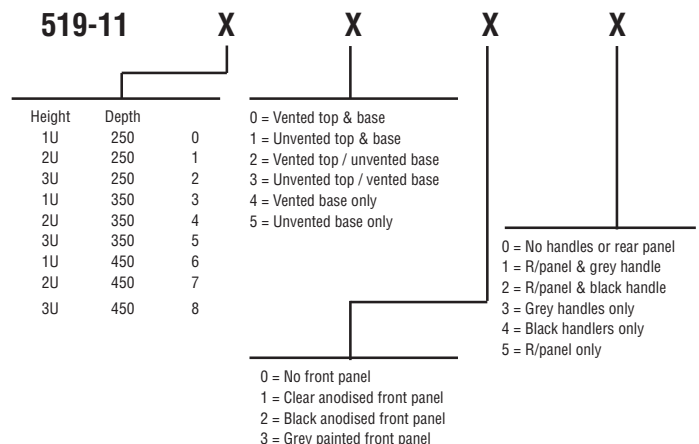 519-11 X X X X
Height Depth
1U 250 0
2U 250 1
3U 250 2
1U 350 3
2U 350 4
3U 350 5
1U 450 6
2U 450 7
3U 450 8
0 = Vented top & base
1 = Unvented top & base
2 = Vented top / unvented base
3 = Unvented top / vented base
4 = Vented base only
5 = Unvented base only
0 = No front panel
1 = Clear anodised front panel
2 = Black anodised front panel
3 = Grey painted front panel
0 = No handles or rear panel
1 = R/panel & grey handle
2 = R/panel & black handle
3 = Grey handles only
4 = Black handlers only
5 = R/panel only